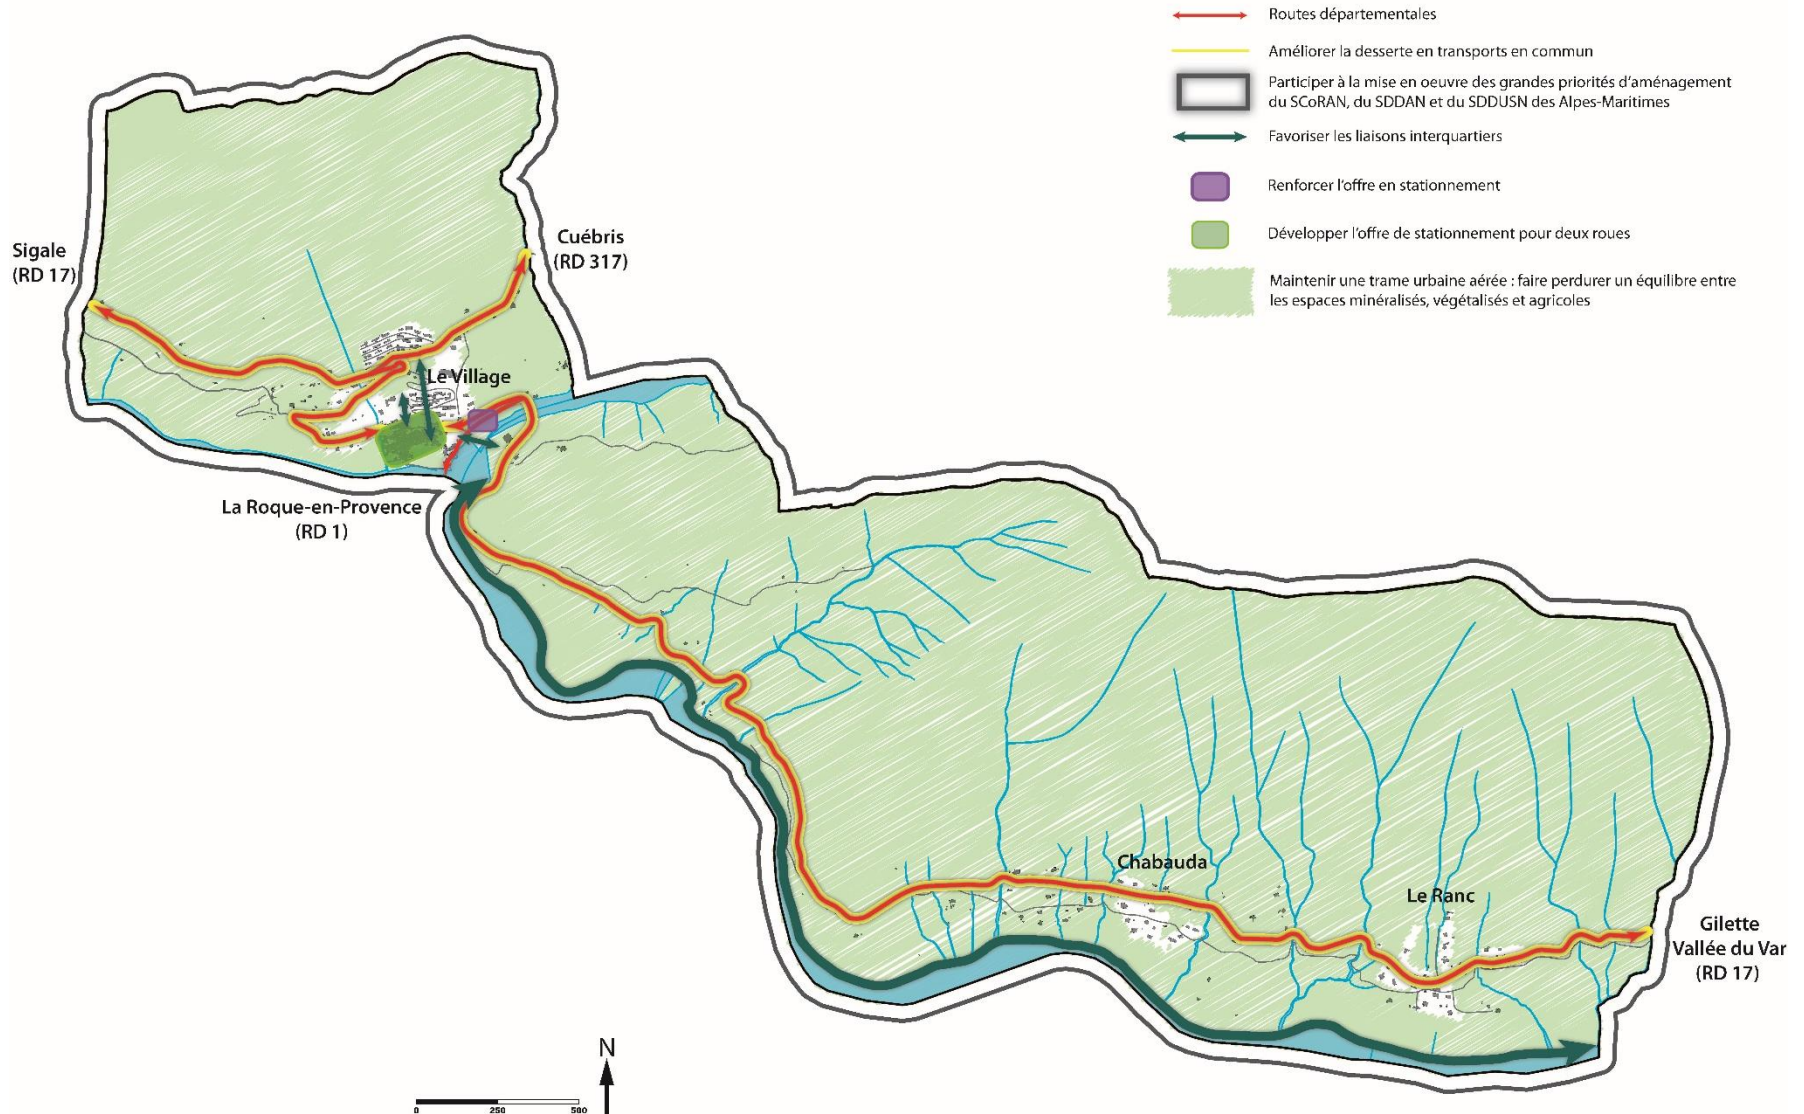 Routes départementales
Améliorer la desserte en transports en commun
Participer à la mise en oeuvre des grandes priorités d'aménagement
du SCoRAN, du SDDAN et du SDDUSN des Alpes-Maritimes
Favoriser les liaisons interquartiers
Renforcer l'offre en stationnement
Développer l'offre de stationnement pour deux roues
Maintenir une trame urbaine aérée : faire perdurer un équilibre entre
les espaces minéralisés, végétalisés et agricoles
Sigale
(RD 17)
Cuébris
(RD 317)
Le Village
La Roque-en-Provence
(RD 1)
Chabauda
Le Ranc
Gilette
Vallée du Var
(RD 17)
N
0 250 500